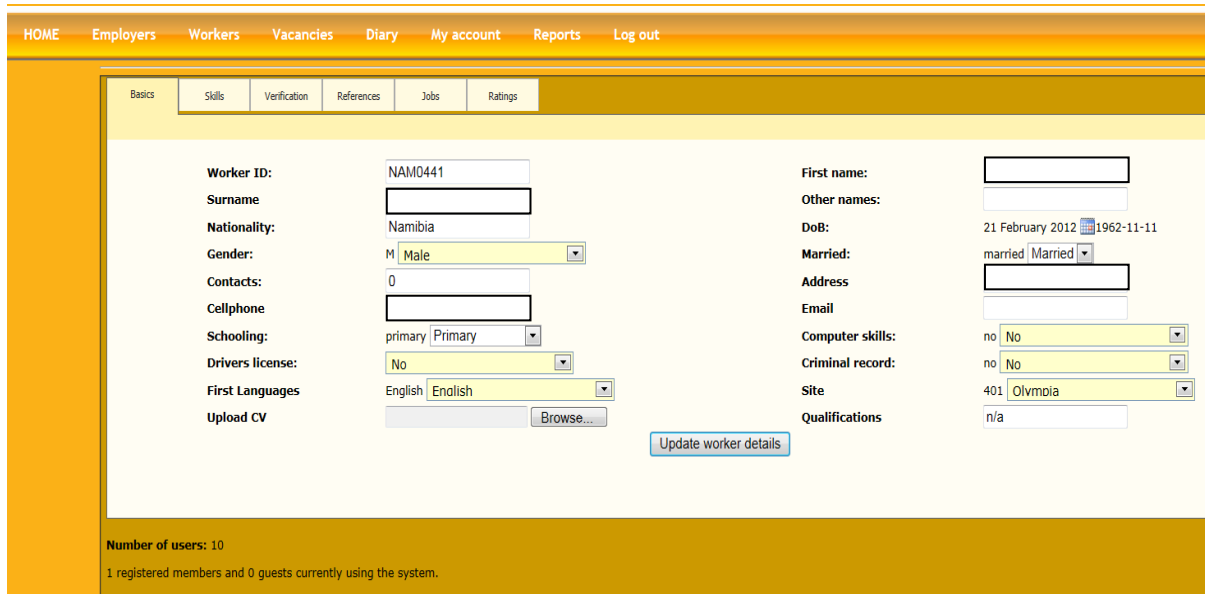 HOME Employers Workers Vacancies Diary My account Reports Log out
Basics Skills Verification References Jobs Ratings
Worker ID: NAM0441 First name:
Surname Other names:
Nationality: Namibia DoB: 21 February 2012 1962-11-11
Gender: M Male Married: married Married
Contacts: 0 Address
Cellphone Email
Schooling: primary Primary Computer skills: no No
Drivers license: No Criminal record: no No
First Languages English English Site 401 Olympia
Upload CV Browse... Qualifications n/a
Update worker details
Number of users: 10
1 registered members and 0 guests currently using the system.